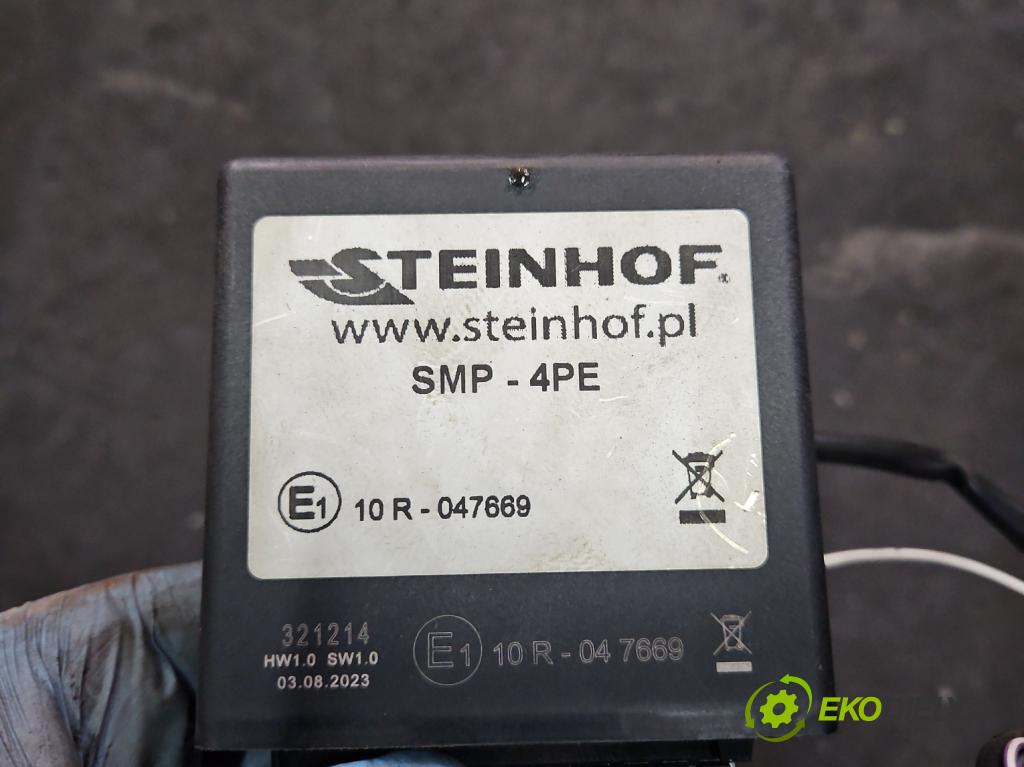 STEINHOF®
www.steinhof.pl
SMP - 4PE
E1 10 R - 047669
321214
HW1.0 SW1.0
03.08.2023
E1 10 R - 04 7669
EKO